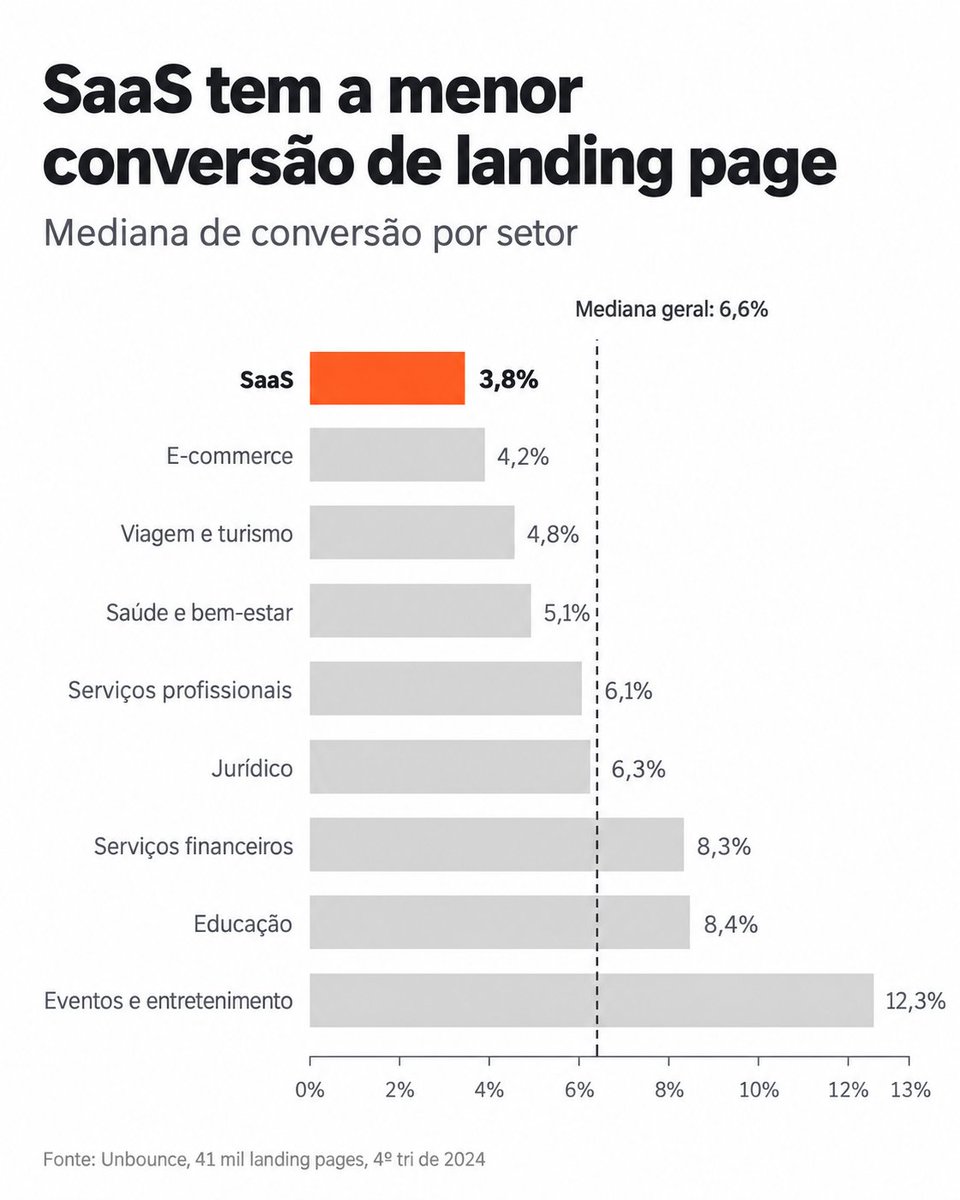 SaaS tem a menor
conversão de landing page
Mediana de conversão por setor
Mediana geral: 6,6%
SaaS 3,8%
E-commerce 4,2%
Viagem e turismo 4,8%
Saúde e bem-estar 5,1%
Serviços profissionais 6,1%
Jurídico 6,3%
Serviços financeiros 8,3%
Educação 8,4%
Eventos e entretenimento 12,3%
0% 2% 4% 6% 8% 10% 12% 13%
Fonte: Unbounce, 41 mil landing pages, 4º tri de 2024